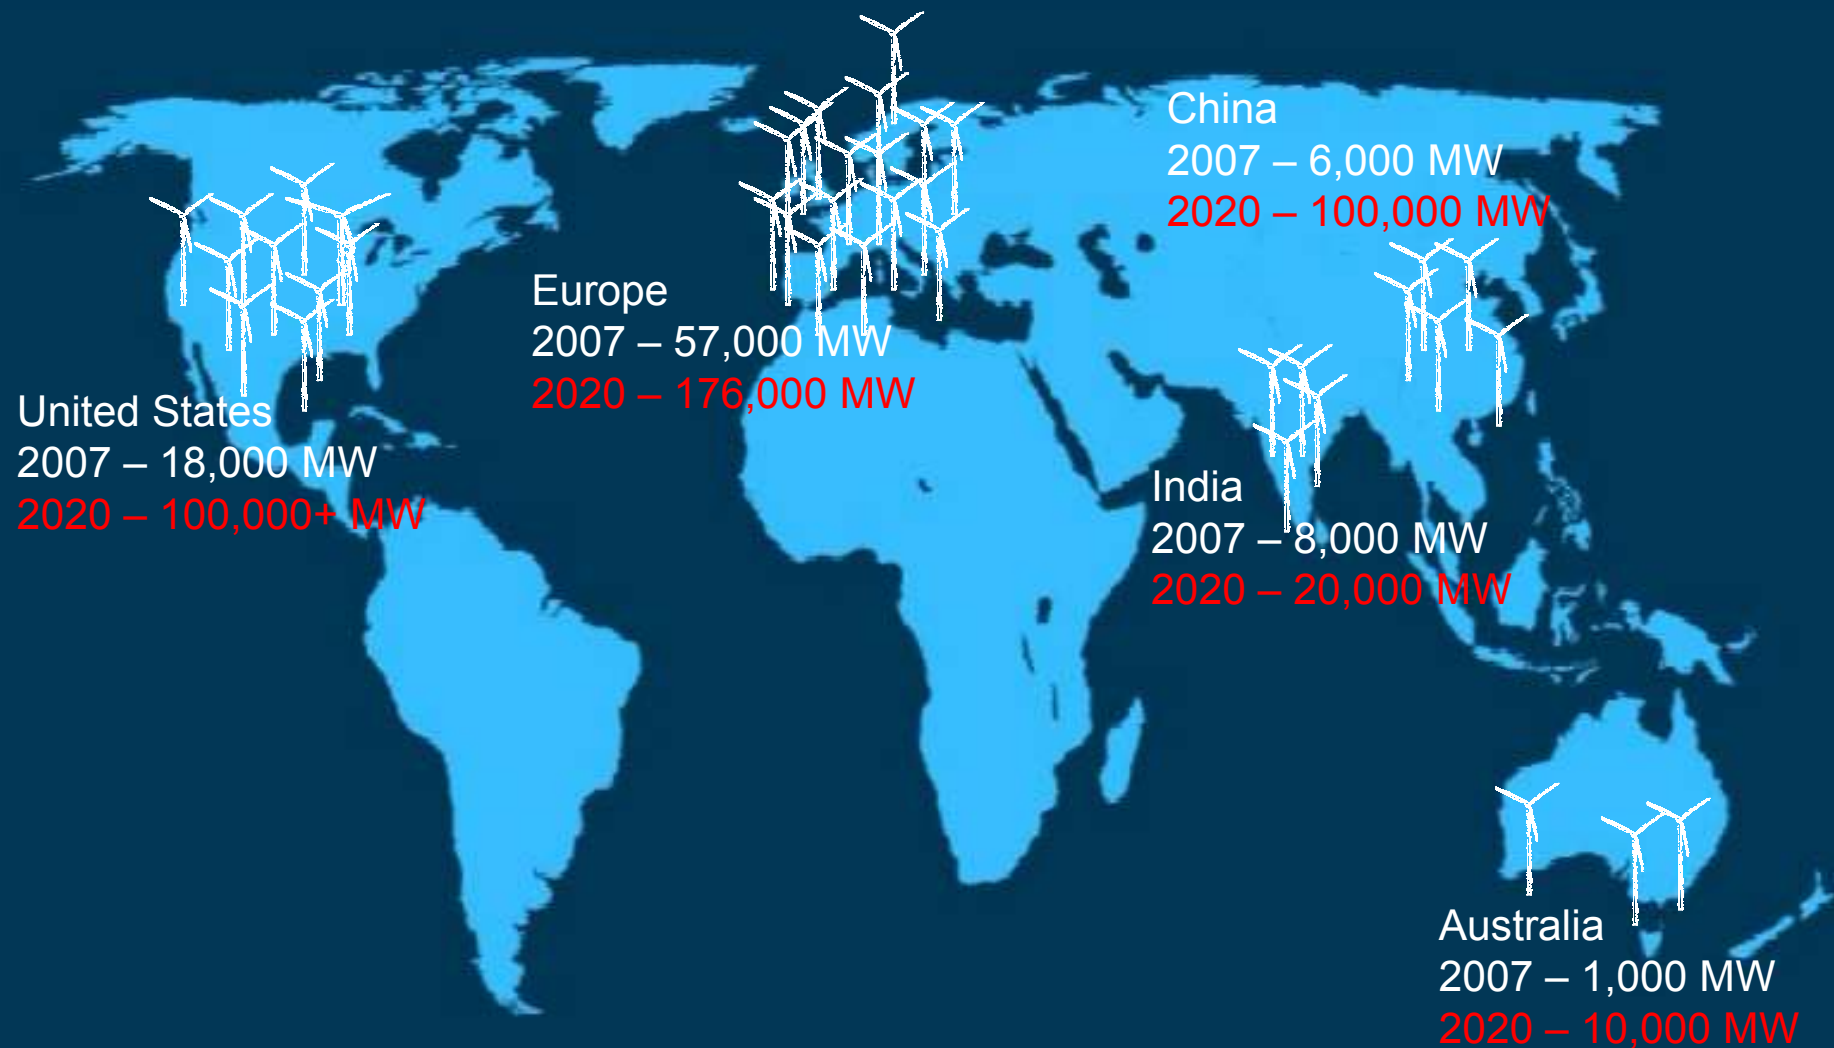 China
2007 – 6,000 MW
2020 – 100,000 MW
Europe
2007 – 57,000 MW
2020 – 176,000 MW
United States
2007 – 18,000 MW
2020 – 100,000+ MW
India
2007 – 8,000 MW
2020 – 20,000 MW
Australia
2007 – 1,000 MW
2020 – 10,000 MW